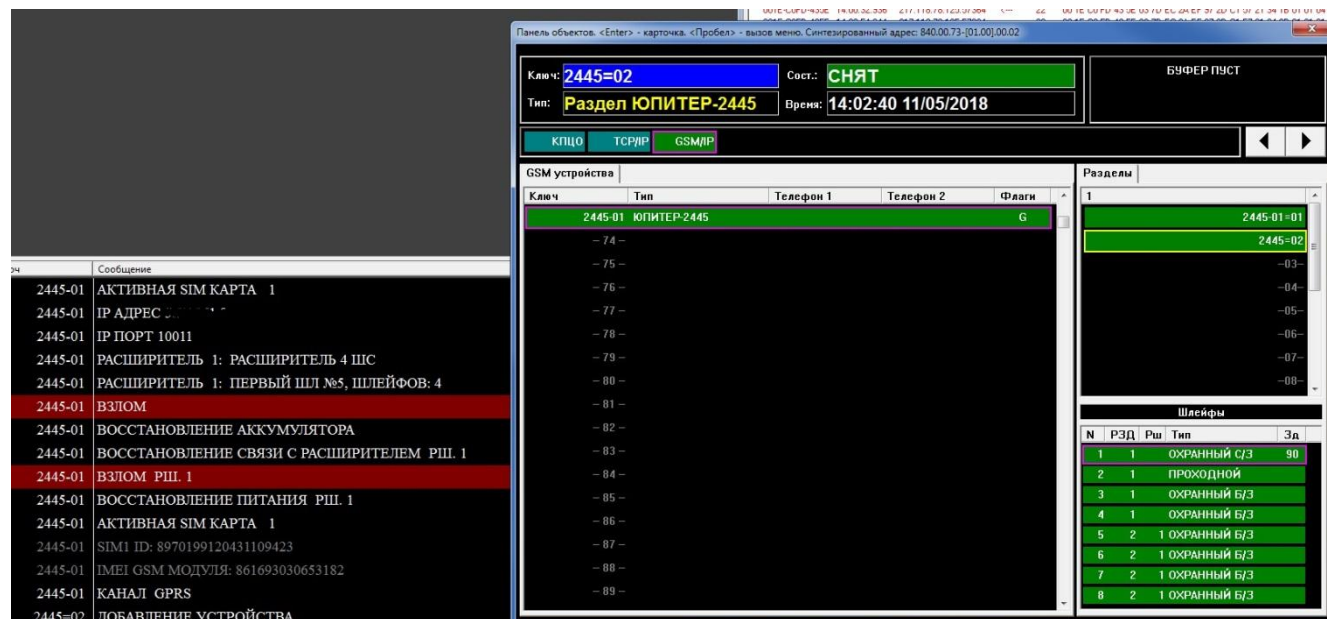 Панель объектов. <Enter> - карточка. <Пробел> - вызов меню. Синтезированный адрес: 840.00.73-[01.00].00.02
Ключ: 2445=02
Сост.: СНЯТ
Тип: Раздел ЮПИТЕР-2445
Время: 14:02:40 11/05/2018
БУФЕР ПУСТ
КПЦО TCP/IP GSM/IP
GSM устройства
Ключ Тип Телефон 1 Телефон 2 Флаги
2445-01 ЮПИТЕР-2445 G
– 74 –
– 75 –
– 76 –
– 77 –
– 78 –
– 79 –
– 80 –
– 81 –
– 82 –
– 83 –
– 84 –
– 85 –
– 86 –
– 87 –
– 88 –
– 89 –
Разделы
1
2445-01=01
2445=02
–03–
–04–
–05–
–06–
–07–
–08–
Шлейфы
N РЗД Рш Тип Зд
1 1 ОХРАННЫЙ С/З 90
2 1 ПРОХОДНОЙ
3 1 ОХРАННЫЙ Б/З
4 1 ОХРАННЫЙ Б/З
5 2 1 ОХРАННЫЙ Б/З
6 2 1 ОХРАННЫЙ Б/З
7 2 1 ОХРАННЫЙ Б/З
8 2 1 ОХРАННЫЙ Б/З
Сообщение
2445-01 АКТИВНАЯ SIM КАРТА 1
2445-01 IP АДРЕС
2445-01 IP ПОРТ 10011
2445-01 РАСШИРИТЕЛЬ 1: РАСШИРИТЕЛЬ 4 ШС
2445-01 РАСШИРИТЕЛЬ 1: ПЕРВЫЙ ШЛ №5, ШЛЕЙФОВ: 4
2445-01 ВЗЛОМ
2445-01 ВОССТАНОВЛЕНИЕ АККУМУЛЯТОРА
2445-01 ВОССТАНОВЛЕНИЕ СВЯЗИ С РАСШИРИТЕЛЕМ РШ. 1
2445-01 ВЗЛОМ РШ. 1
2445-01 ВОССТАНОВЛЕНИЕ ПИТАНИЯ РШ. 1
2445-01 АКТИВНАЯ SIM КАРТА 1
2445-01 SIM1 ID: 8970199120431109423
2445-01 IMEI GSM МОДУЛЯ: 861693030653182
2445-01 КАНАЛ GPRS
2445=02 ДОБАВЛЕНИЕ УСТРОЙСТВА